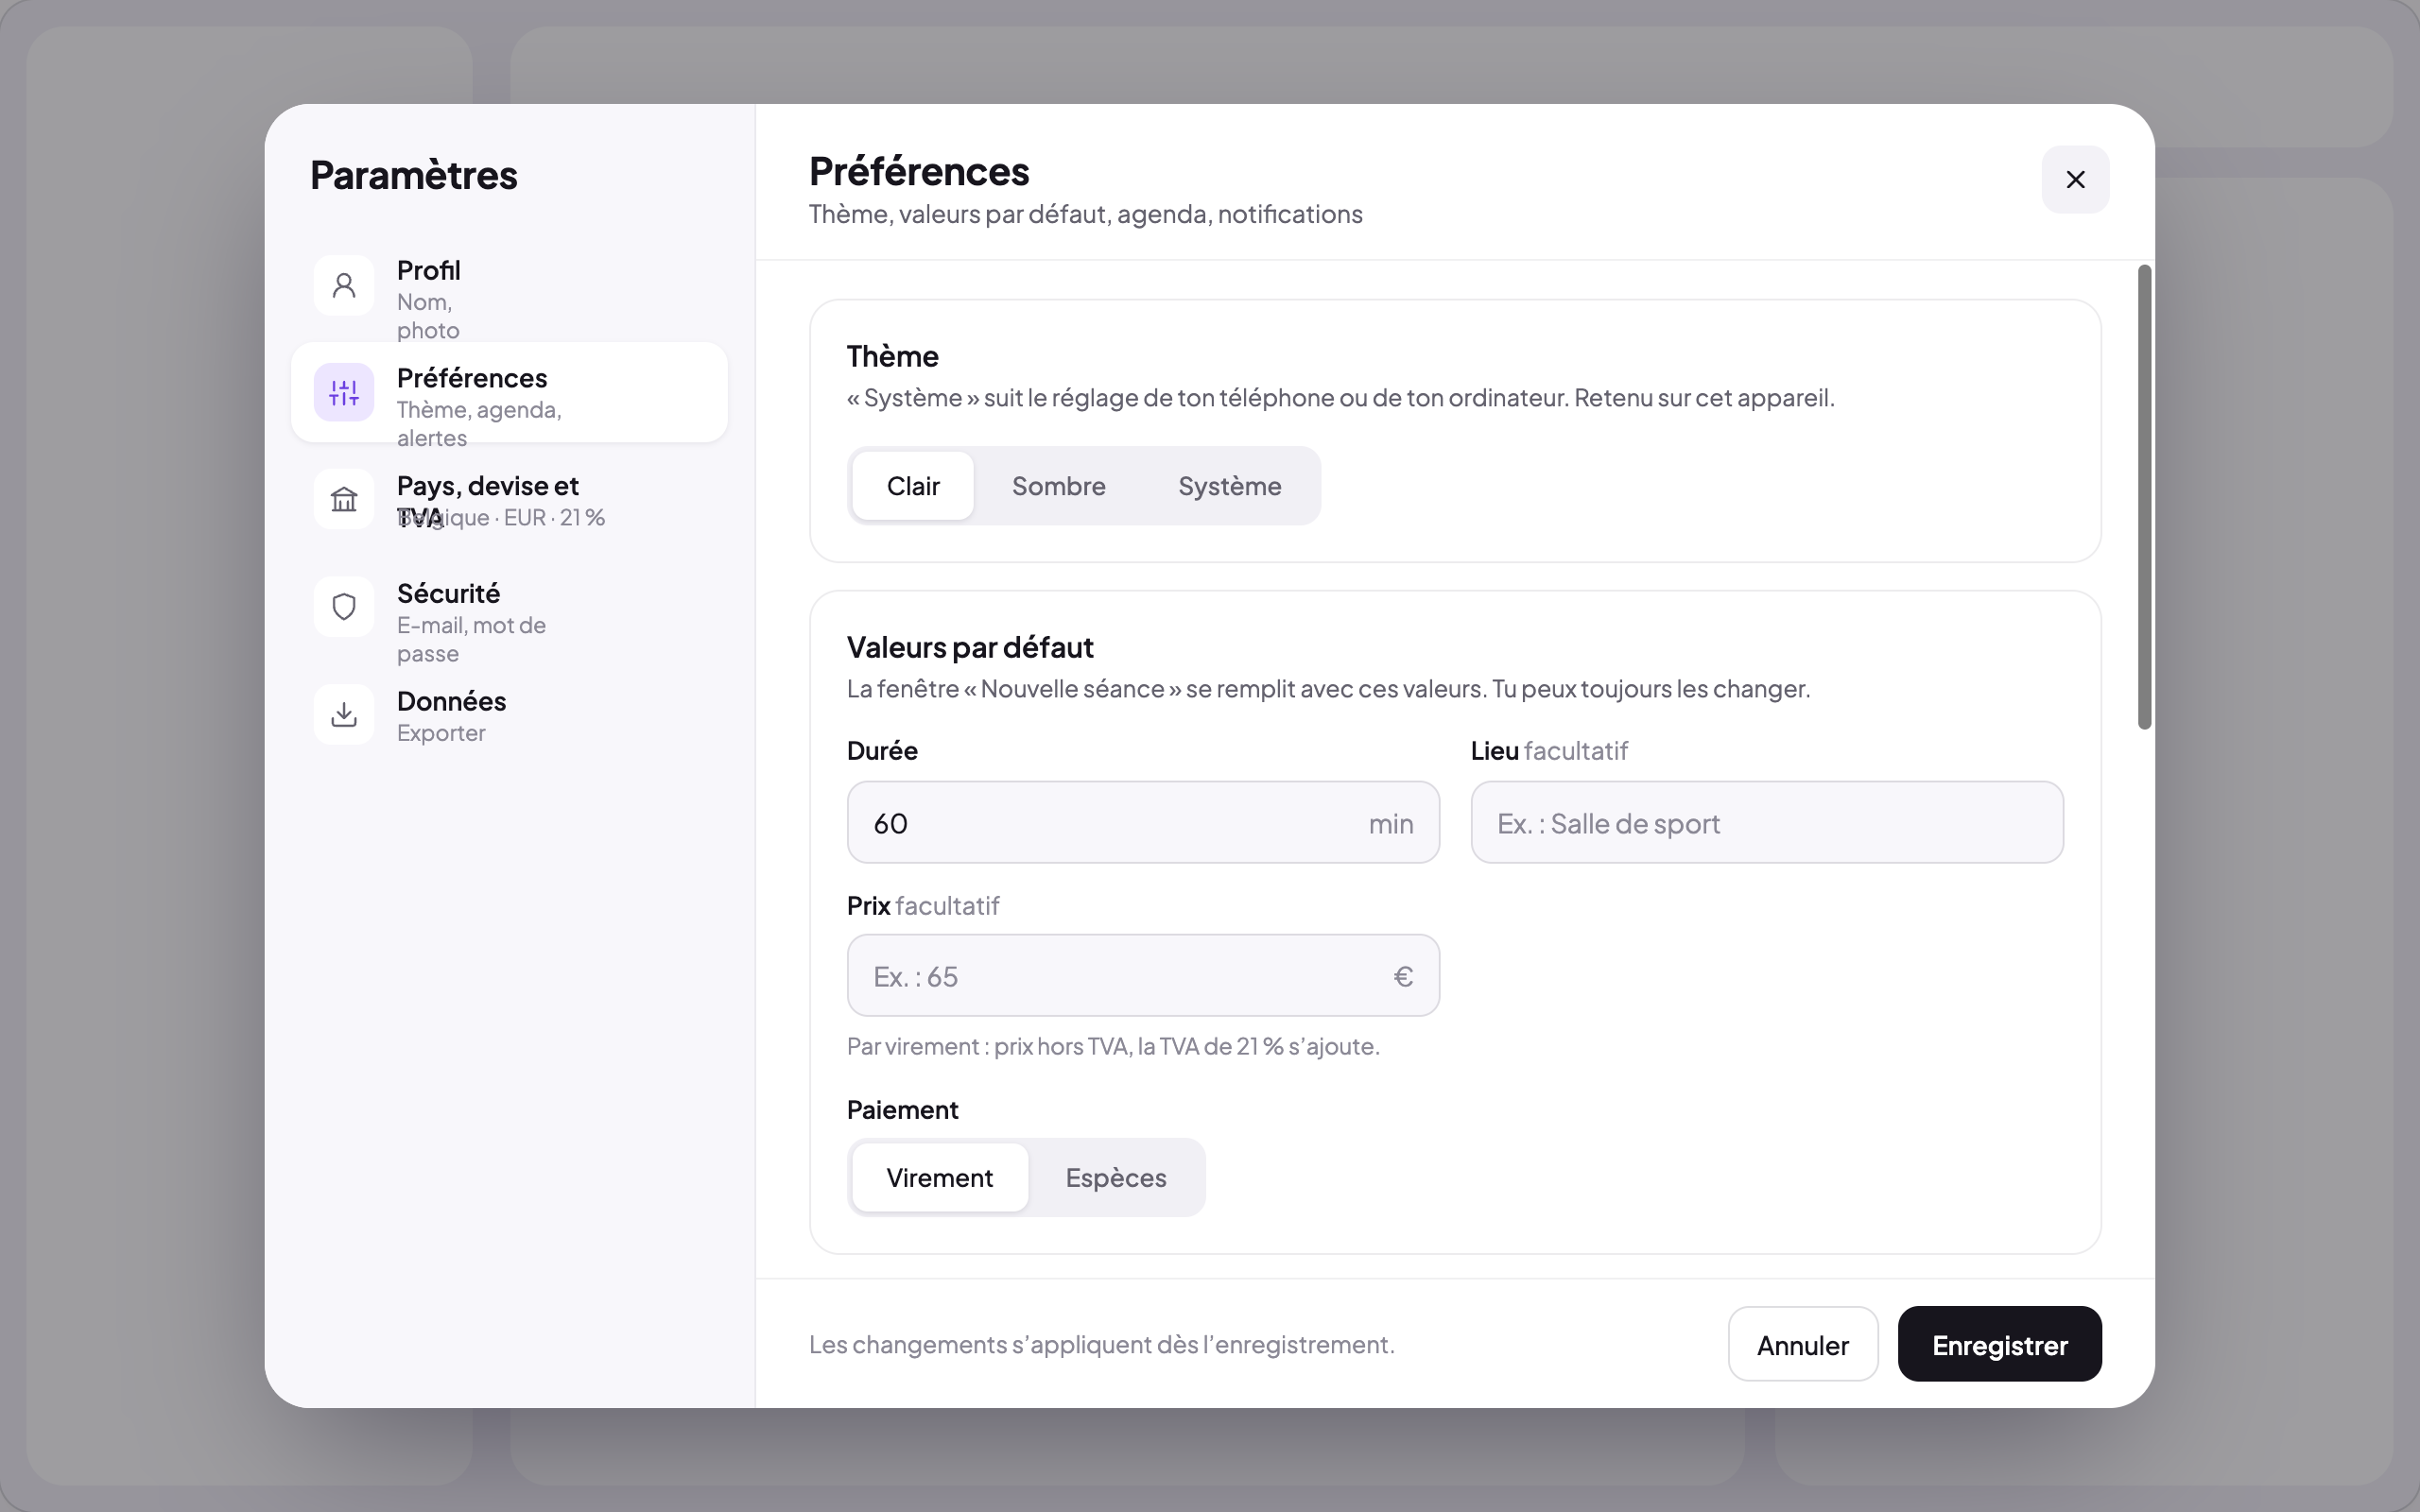 Paramètres
Profil
Nom,
photo
Préférences
Thème, agenda,
alertes
Pays, devise et
TVA
Belgique · EUR · 21 %
Sécurité
E-mail, mot de
passe
Données
Exporter
Préférences
Thème, valeurs par défaut, agenda, notifications
Thème
« Système » suit le réglage de ton téléphone ou de ton ordinateur. Retenu sur cet appareil.
Clair Sombre Système
Valeurs par défaut
La fenêtre « Nouvelle séance » se remplit avec ces valeurs. Tu peux toujours les changer.
Durée Lieu facultatif
60 min Ex. : Salle de sport
Prix facultatif
Ex. : 65 €
Par virement : prix hors TVA, la TVA de 21 % s’ajoute.
Paiement
Virement Espèces
Les changements s’appliquent dès l’enregistrement.
Annuler Enregistrer